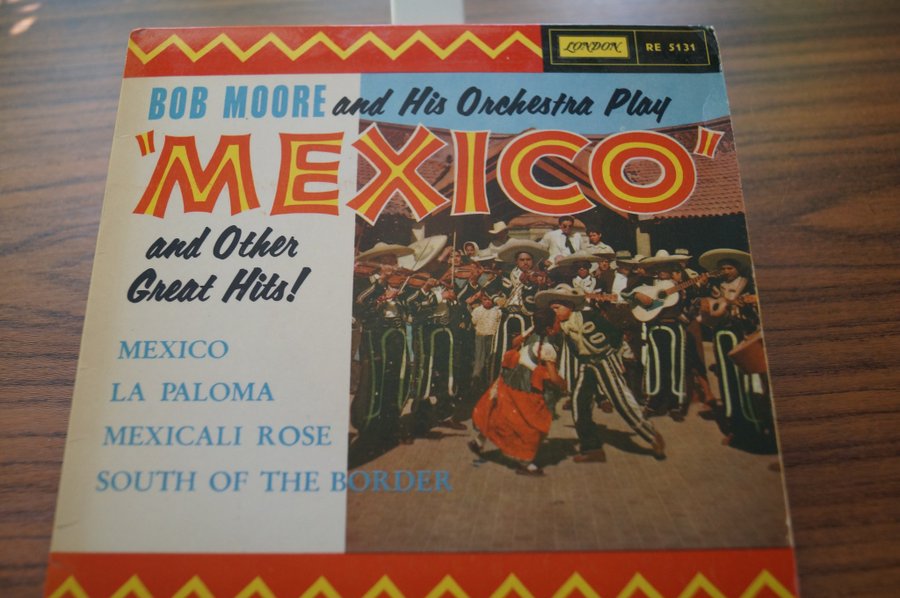 LONDON RE 5131
BOB MOORE and His Orchestra Play
'MEXICO'
and Other
Great Hits!
MEXICO
LA PALOMA
MEXICALI ROSE
SOUTH OF THE BORDER